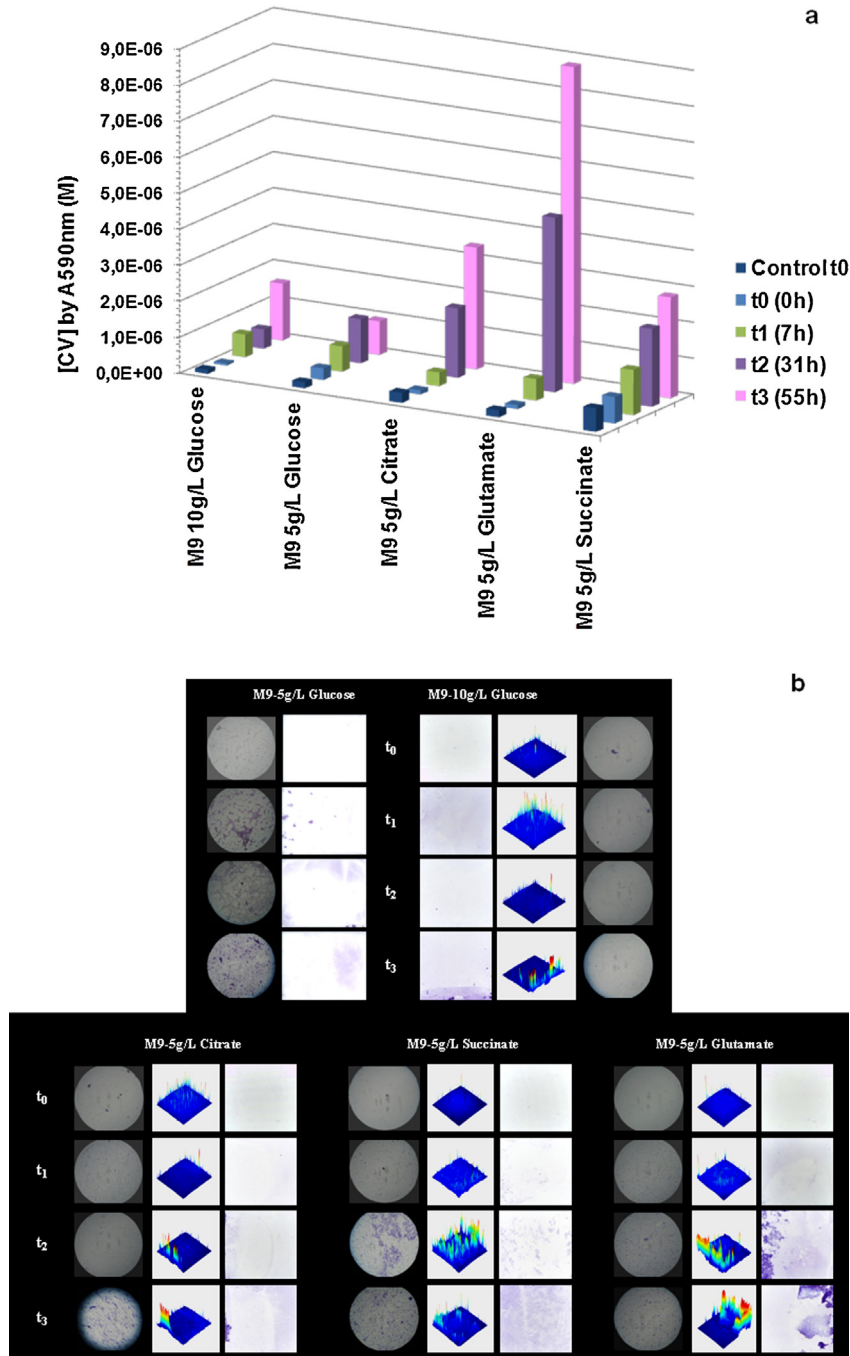 a
9,0E-06
8,0E-06
7,0E-06
6,0E-06
5,0E-06
4,0E-06
3,0E-06
2,0E-06
1,0E-06
0,0E+00
[CV] by A590nm (M)
Control t0
t0 (0h)
t1 (7h)
t2 (31h)
t3 (55h)
M9 10g/L Glucose
M9 5g/L Glucose
M9 5g/L Citrate
M9 5g/L Glutamate
M9 5g/L Succinate
b
M9-5g/L Glucose
M9-10g/L Glucose
t0
t1
t2
t3
M9-5g/L Citrate
M9-5g/L Succinate
M9-5g/L Glutamate
t0
t1
t2
t3